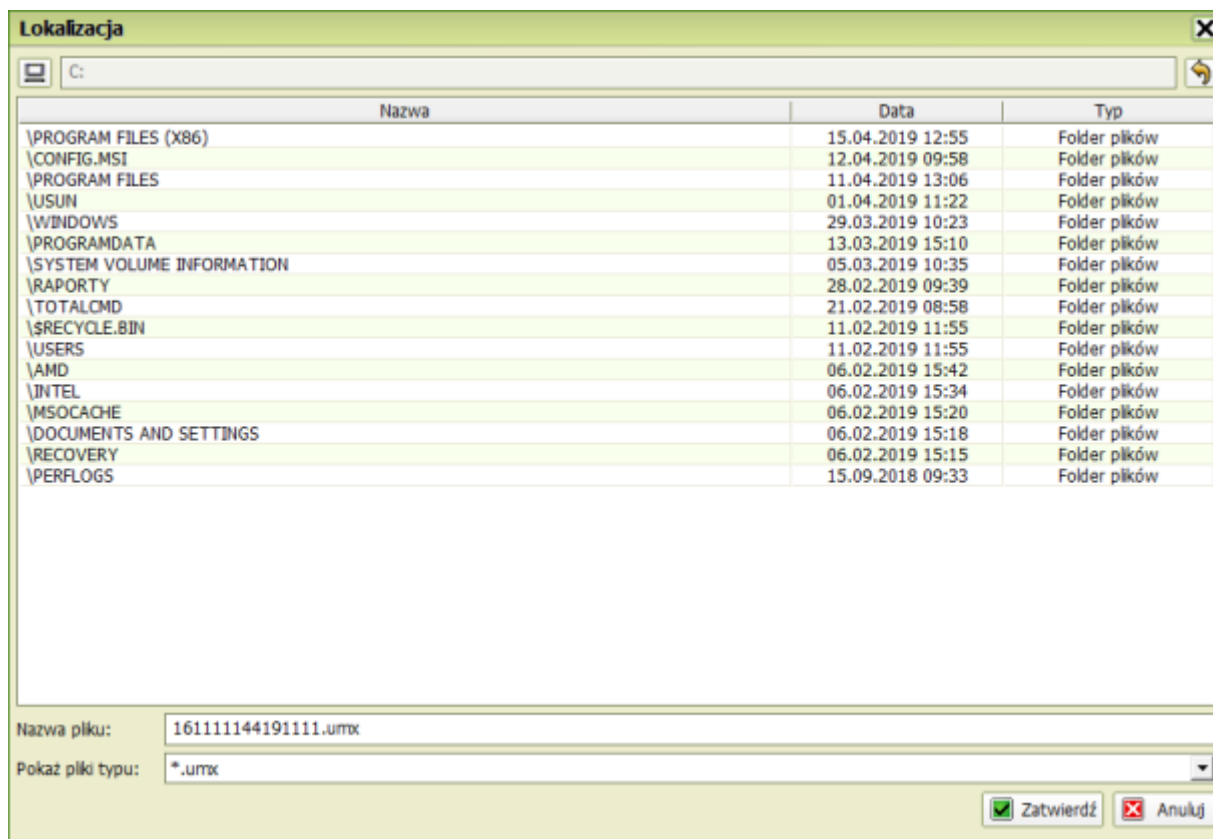 Lokalizacja
C:
Nazwa Data Typ
\PROGRAM FILES (X86) 15.04.2019 12:55 Folder plików
\CONFIG.MSI 12.04.2019 09:58 Folder plików
\PROGRAM FILES 11.04.2019 13:06 Folder plików
\USUN 01.04.2019 11:22 Folder plików
\WINDOWS 29.03.2019 10:23 Folder plików
\PROGRAMDATA 13.03.2019 15:10 Folder plików
\SYSTEM VOLUME INFORMATION 05.03.2019 10:35 Folder plików
\RAPORTY 28.02.2019 09:39 Folder plików
\TOTALCMD 21.02.2019 08:58 Folder plików
\$RECYCLE.BIN 11.02.2019 11:55 Folder plików
\USERS 11.02.2019 11:55 Folder plików
\AMD 06.02.2019 15:42 Folder plików
\INTEL 06.02.2019 15:34 Folder plików
\MSOCACHE 06.02.2019 15:20 Folder plików
\DOCUMENTS AND SETTINGS 06.02.2019 15:18 Folder plików
\RECOVERY 06.02.2019 15:15 Folder plików
\PERFLOGS 15.09.2018 09:33 Folder plików
Nazwa pliku: 161111144191111.umx
Pokaż pliki typu: *.umx
Zatwierdź Anuluj